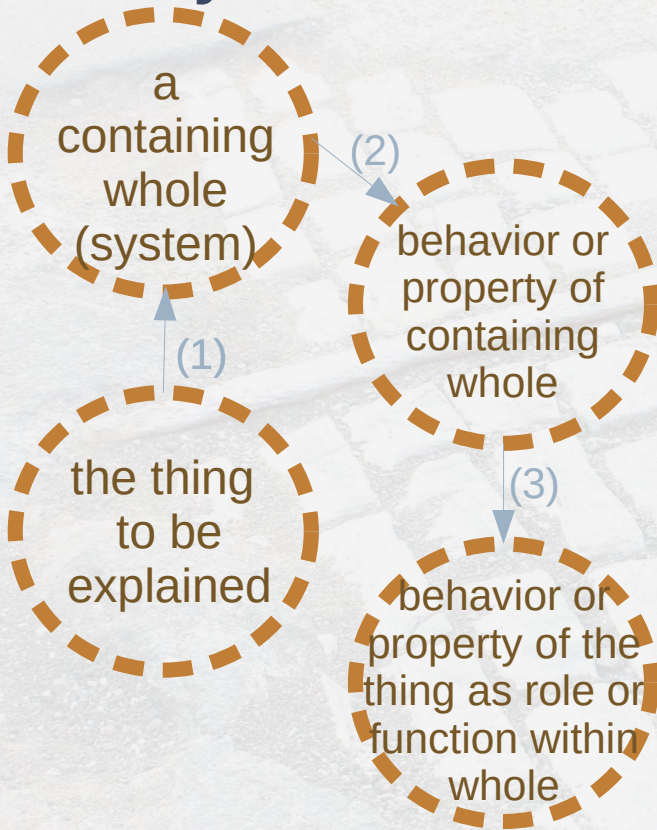 a
containing
whole
(system)
(2)
behavior or
property of
containing
whole
(1)
the thing
to be
explained
(3)
behavior or
property of the
thing as role or
function within
whole